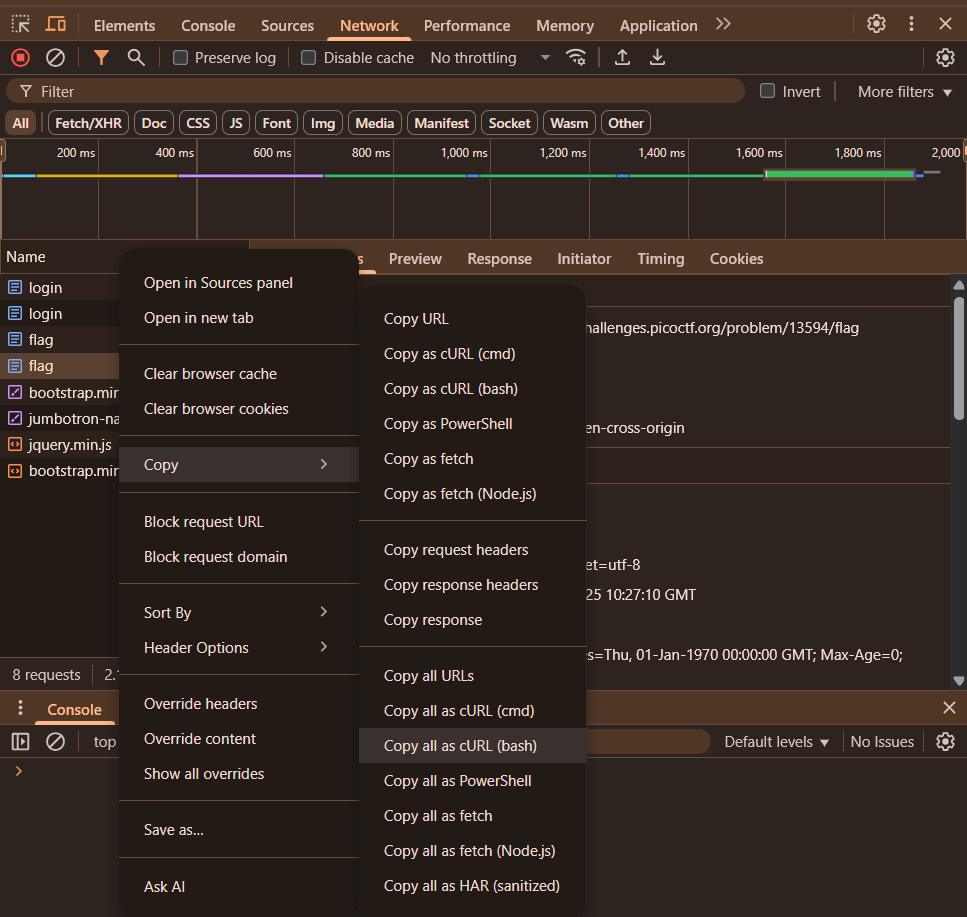 Elements Console Sources Network Performance Memory Application
Preserve log Disable cache No throttling
Filter Invert More filters
All Fetch/XHR Doc CSS JS Font Img Media Manifest Socket Wasm Other
200 ms 400 ms 600 ms 800 ms 1,000 ms 1,200 ms 1,400 ms 1,600 ms 1,800 ms 2,000
Name
s Preview Response Initiator Timing Cookies
login
login
flag
flag
bootstrap.mir
jumbotron-na
jquery.min.js
bootstrap.mir
8 requests 2.
Open in Sources panel
Open in new tab
Clear browser cache
Clear browser cookies
Copy
Block request URL
Block request domain
Sort By
Header Options
Override headers
Override content
Show all overrides
Save as...
Ask AI
Copy URL
Copy as cURL (cmd)
Copy as cURL (bash)
Copy as PowerShell
Copy as fetch
Copy as fetch (Node.js)
Copy request headers
Copy response headers
Copy response
Copy all URLs
Copy all as cURL (cmd)
Copy all as cURL (bash)
Copy all as PowerShell
Copy all as fetch
Copy all as fetch (Node.js)
Copy all as HAR (sanitized)
hallenges.picoctf.org/problem/13594/flag
en-cross-origin
et=utf-8
25 10:27:10 GMT
s=Thu, 01-Jan-1970 00:00:00 GMT; Max-Age=0;
Console
top Default levels No Issues